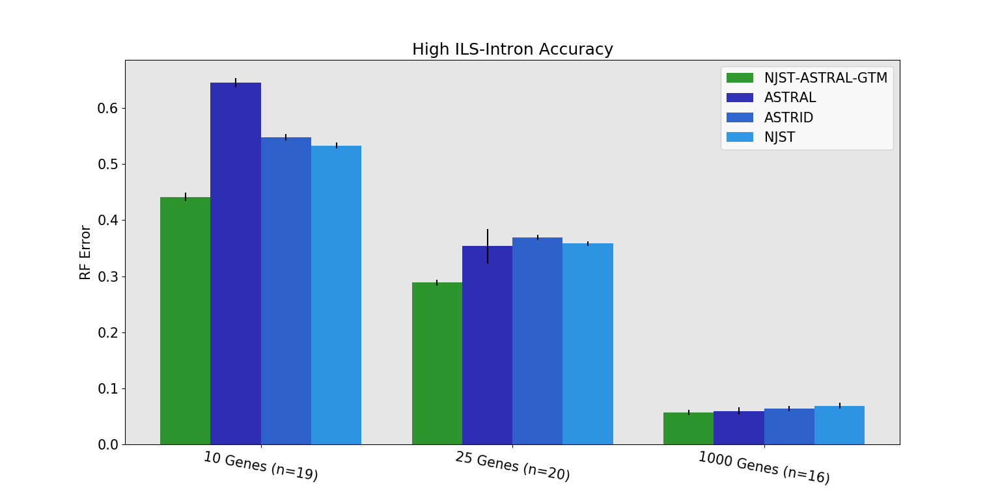 High ILS-Intron Accuracy
NJST-ASTRAL-GTM
ASTRAL
ASTRID
NJST
RF Error
0.6
0.5
0.4
0.3
0.2
0.1
0.0
10 Genes (n=19)
25 Genes (n=20)
1000 Genes (n=16)